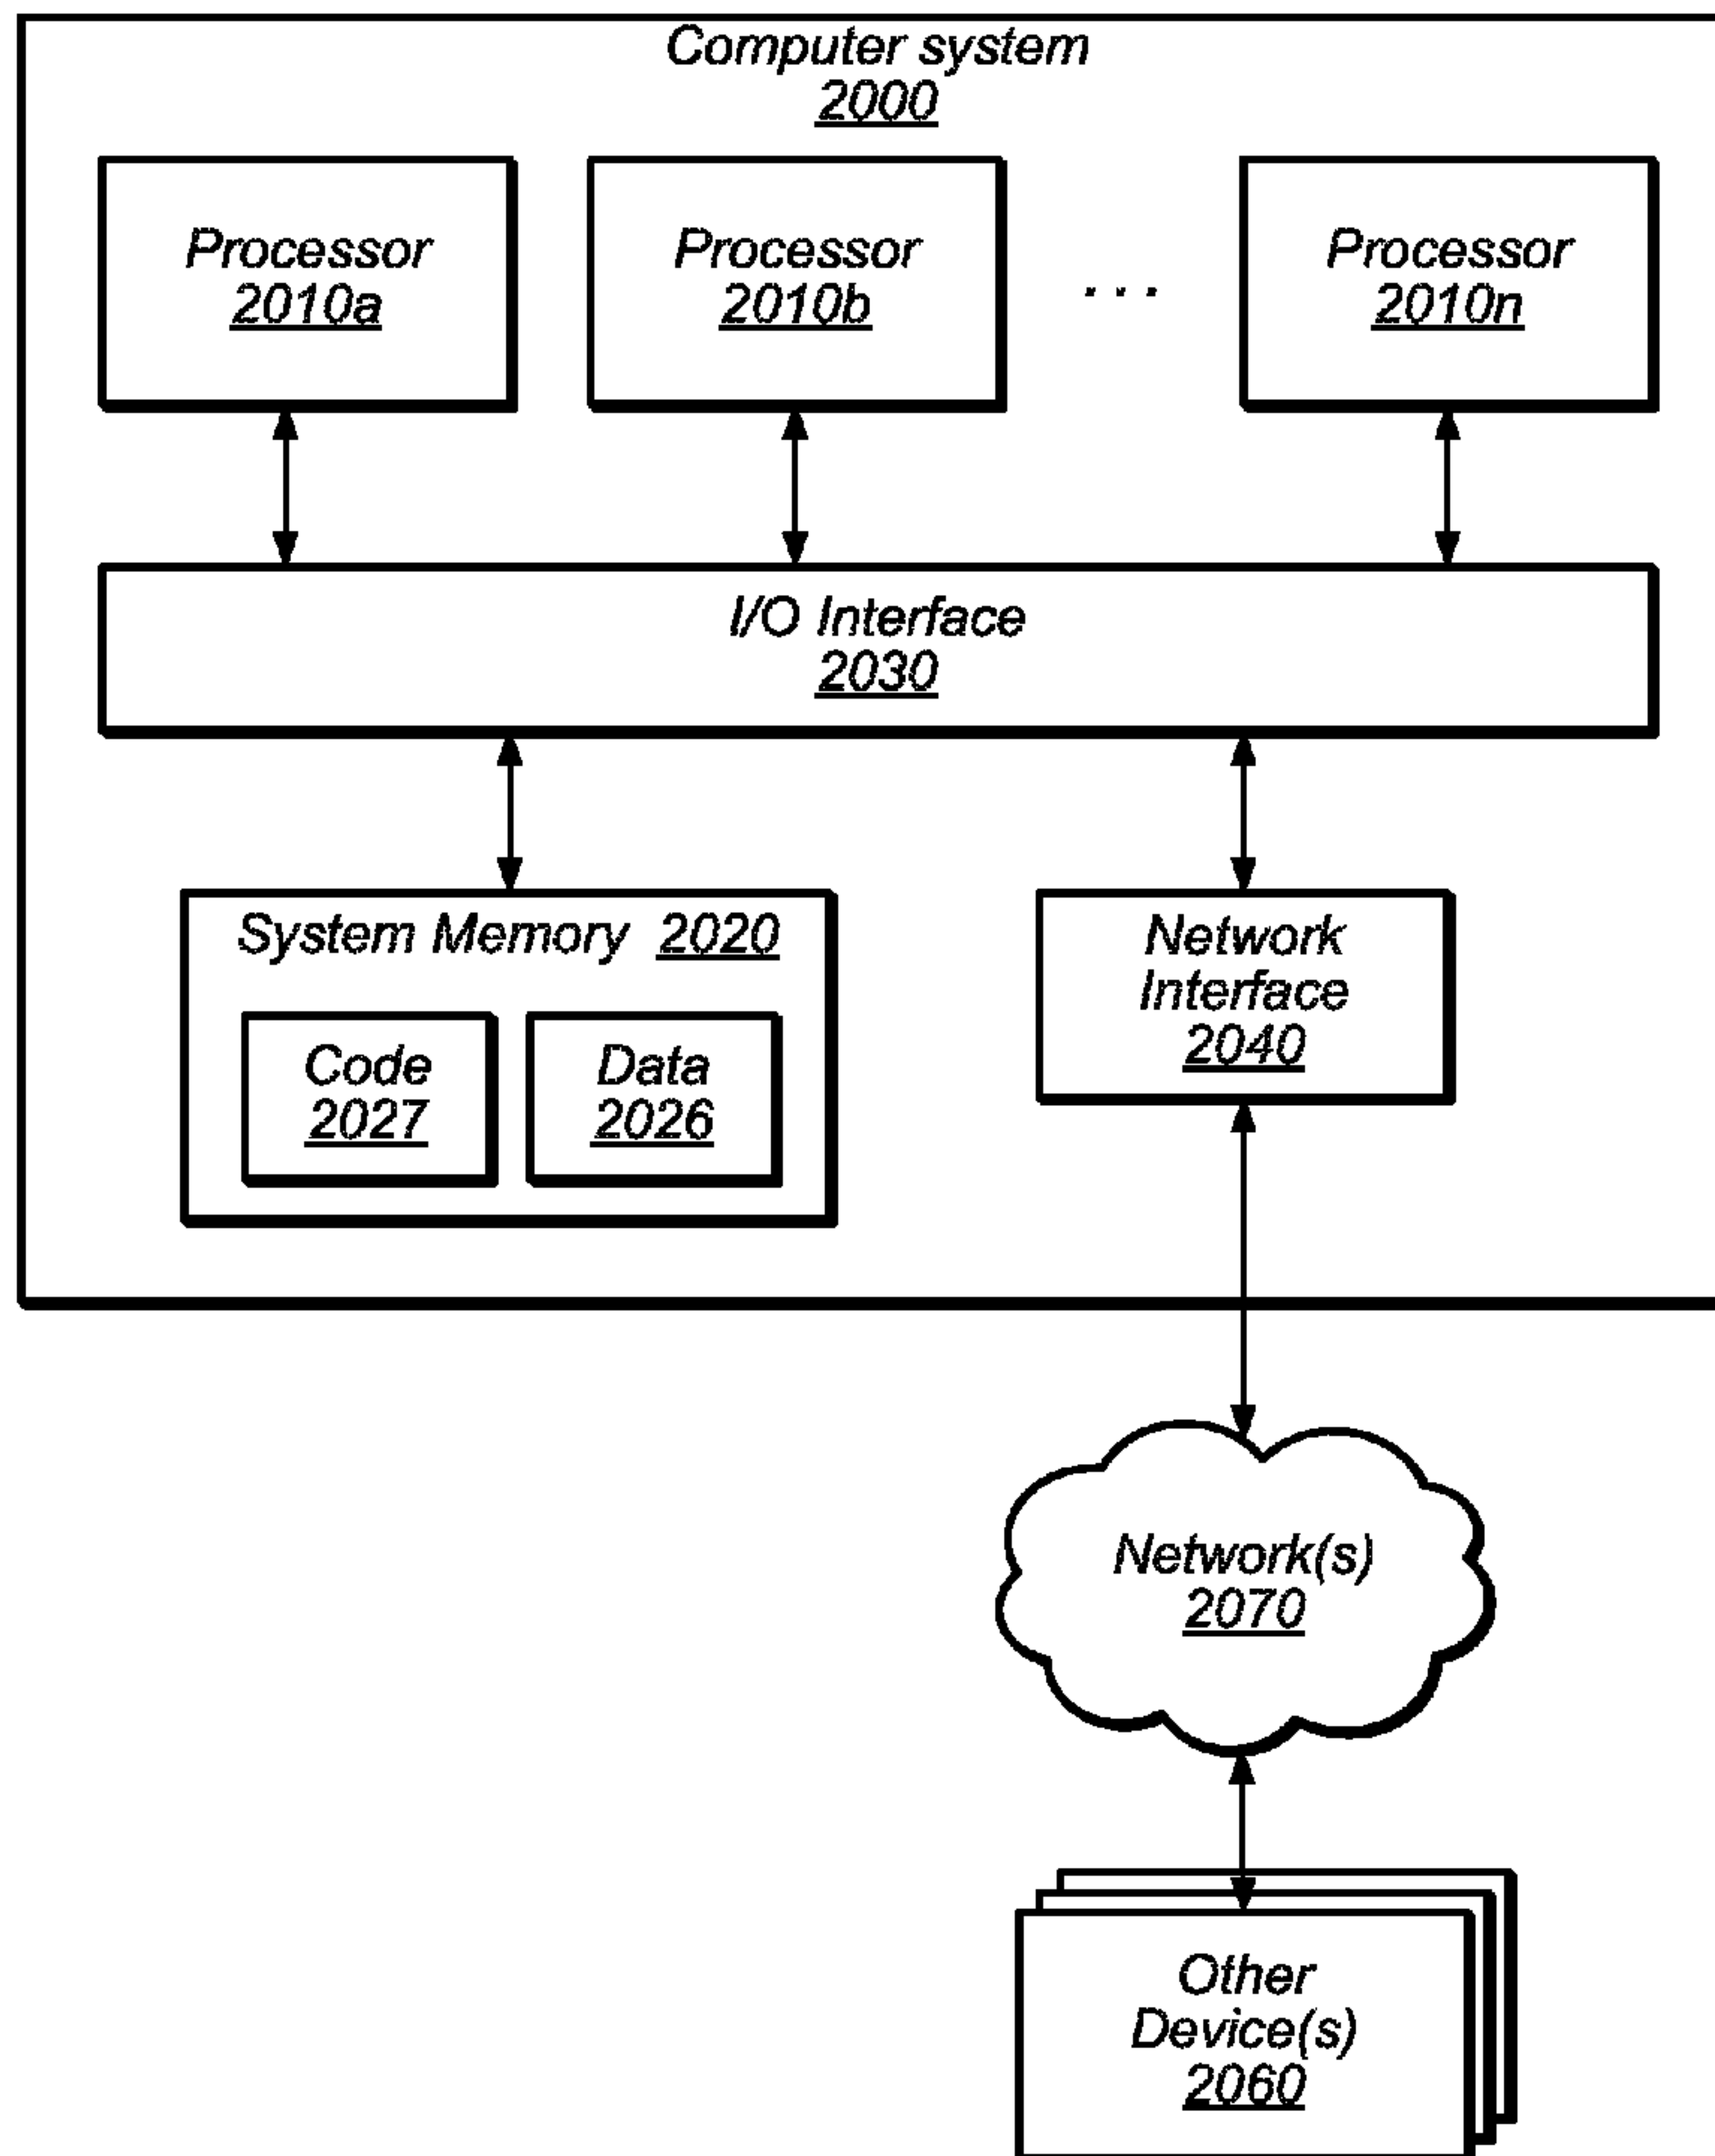 Computer system
2000
Processor
2010a
Processor
2010b
. . .
Processor
2010n
I/O Interface
2030
System Memory 2020
Code
2027
Data
2026
Network
Interface
2040
Network(s)
2070
Other
Device(s)
2060